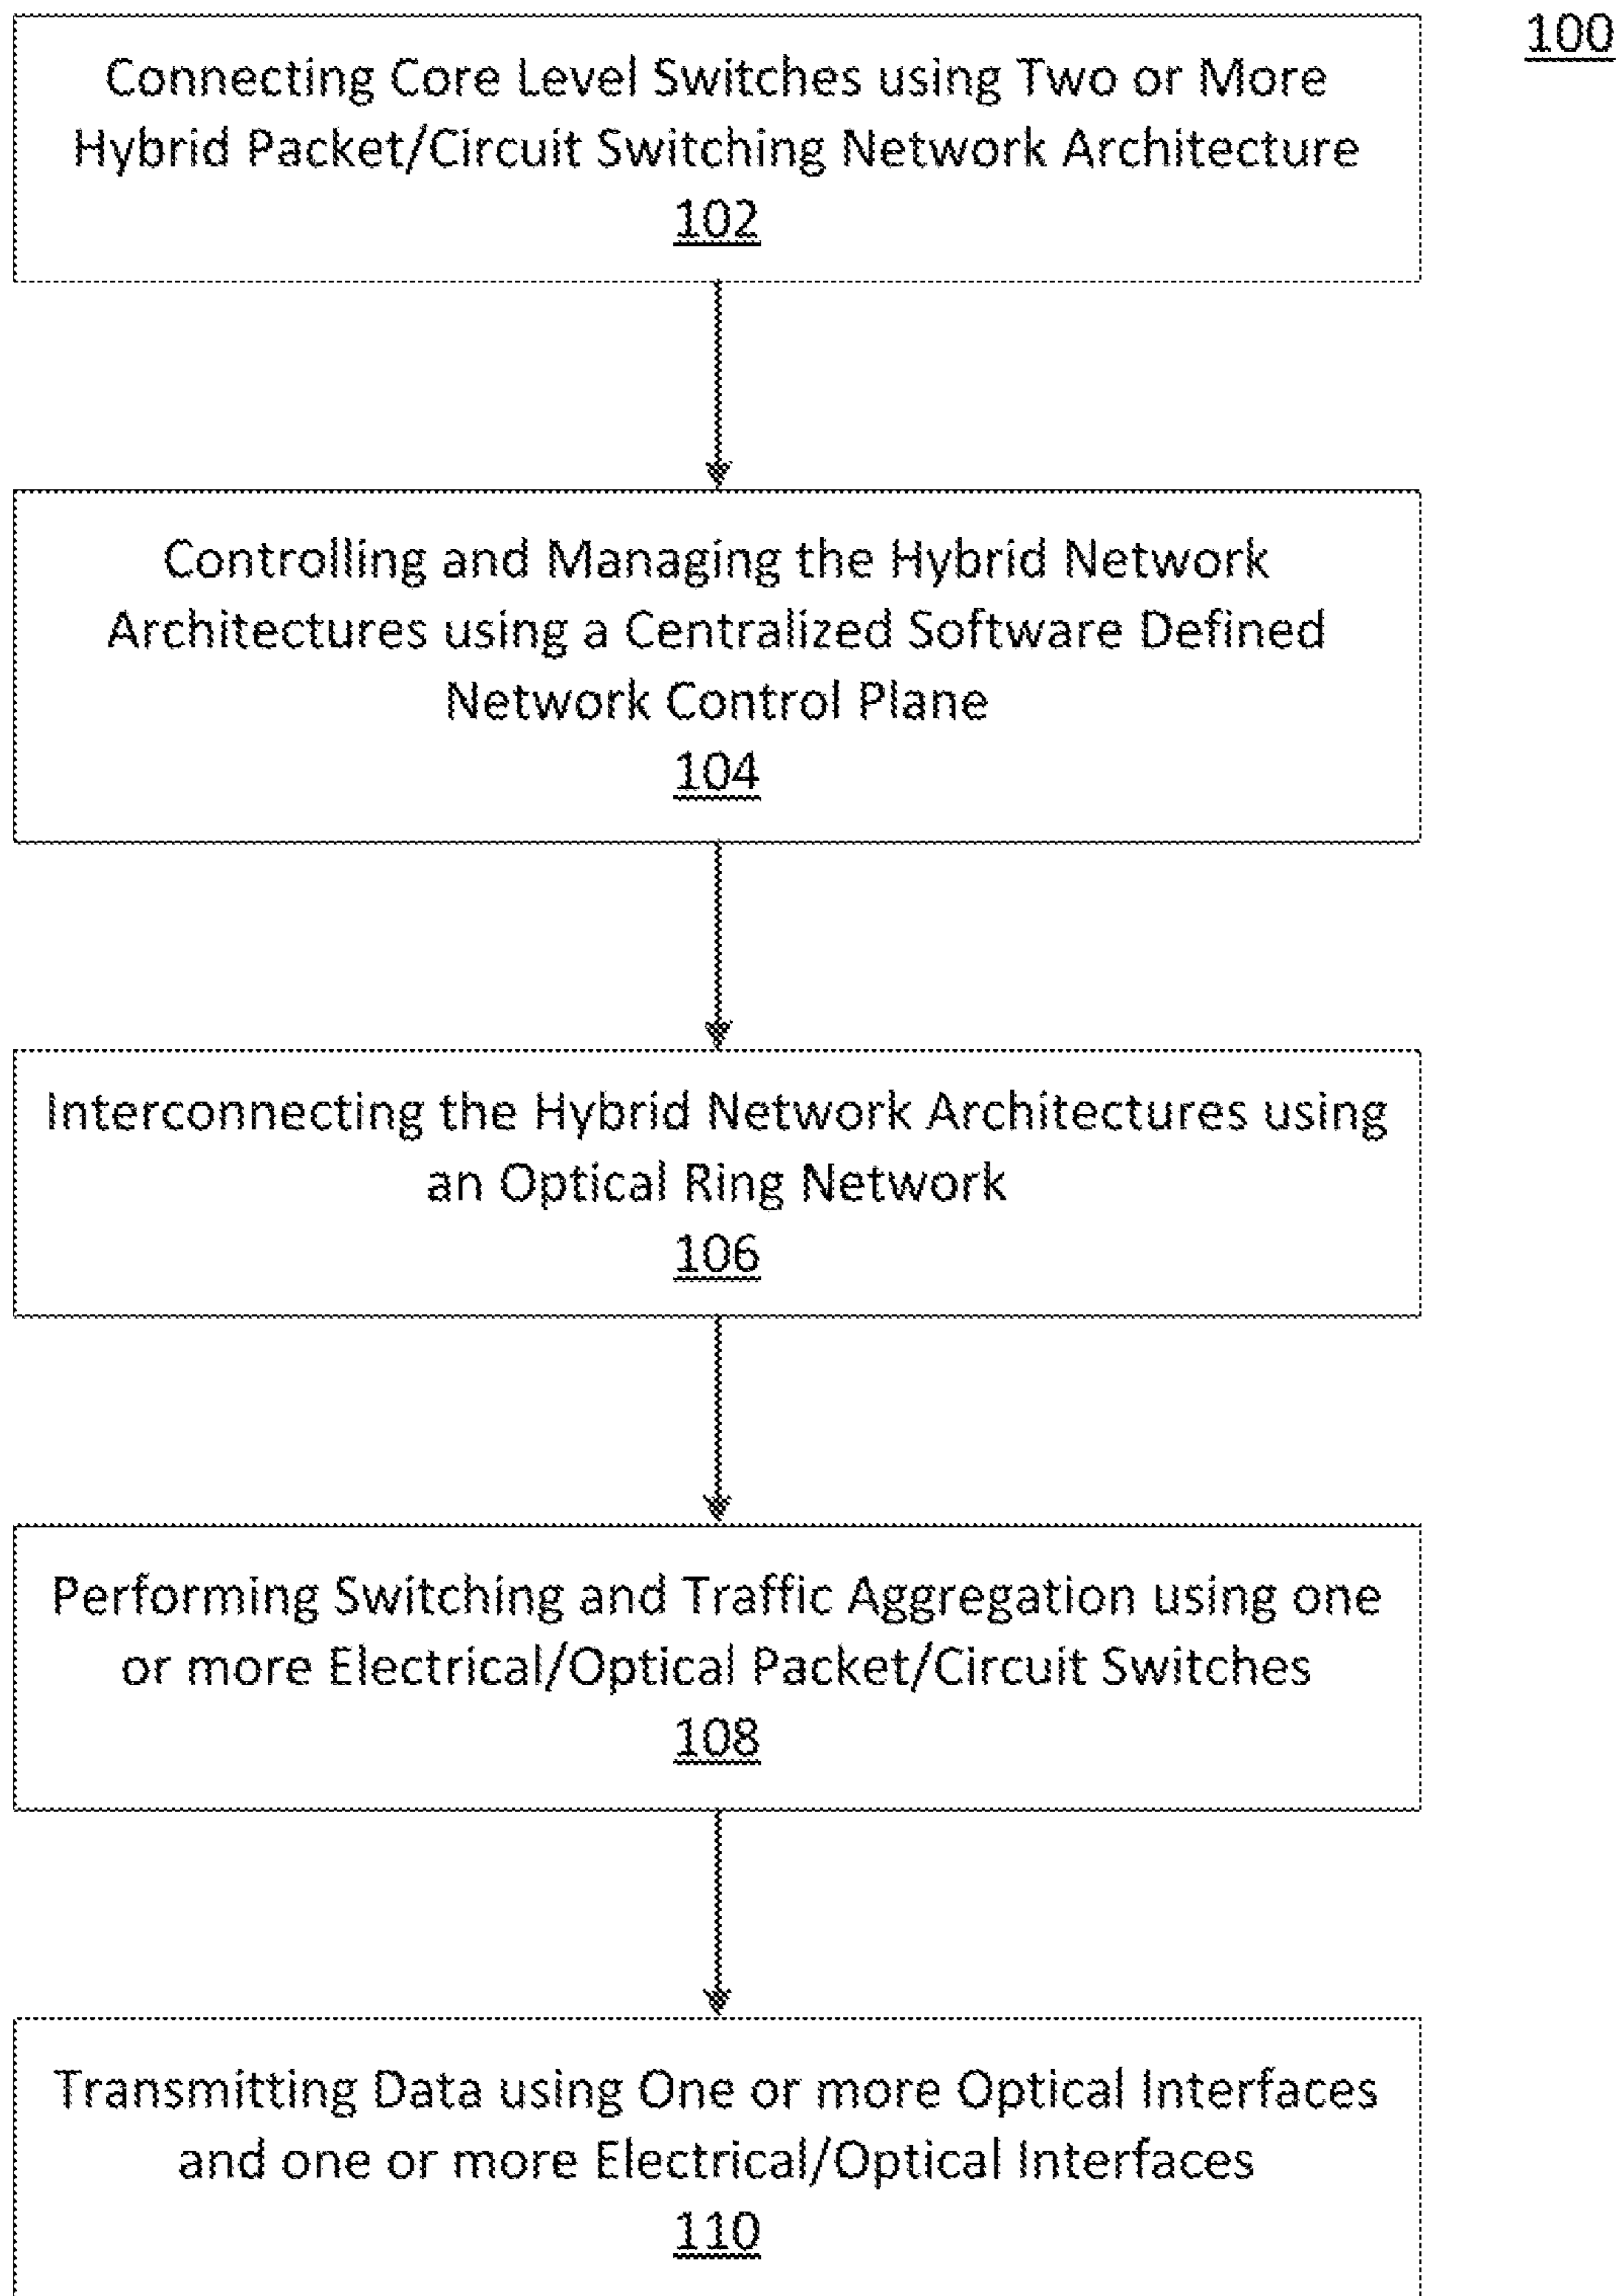 100
Connecting Core Level Switches using Two or More
Hybrid Packet/Circuit Switching Network Architecture
102
Controlling and Managing the Hybrid Network
Architectures using a Centralized Software Defined
Network Control Plane
104
Interconnecting the Hybrid Network Architectures using
an Optical Ring Network
106
Performing Switching and Traffic Aggregation using one
or more Electrical/Optical Packet/Circuit Switches
108
Transmitting Data using One or more Optical Interfaces
and one or more Electrical/Optical Interfaces
110